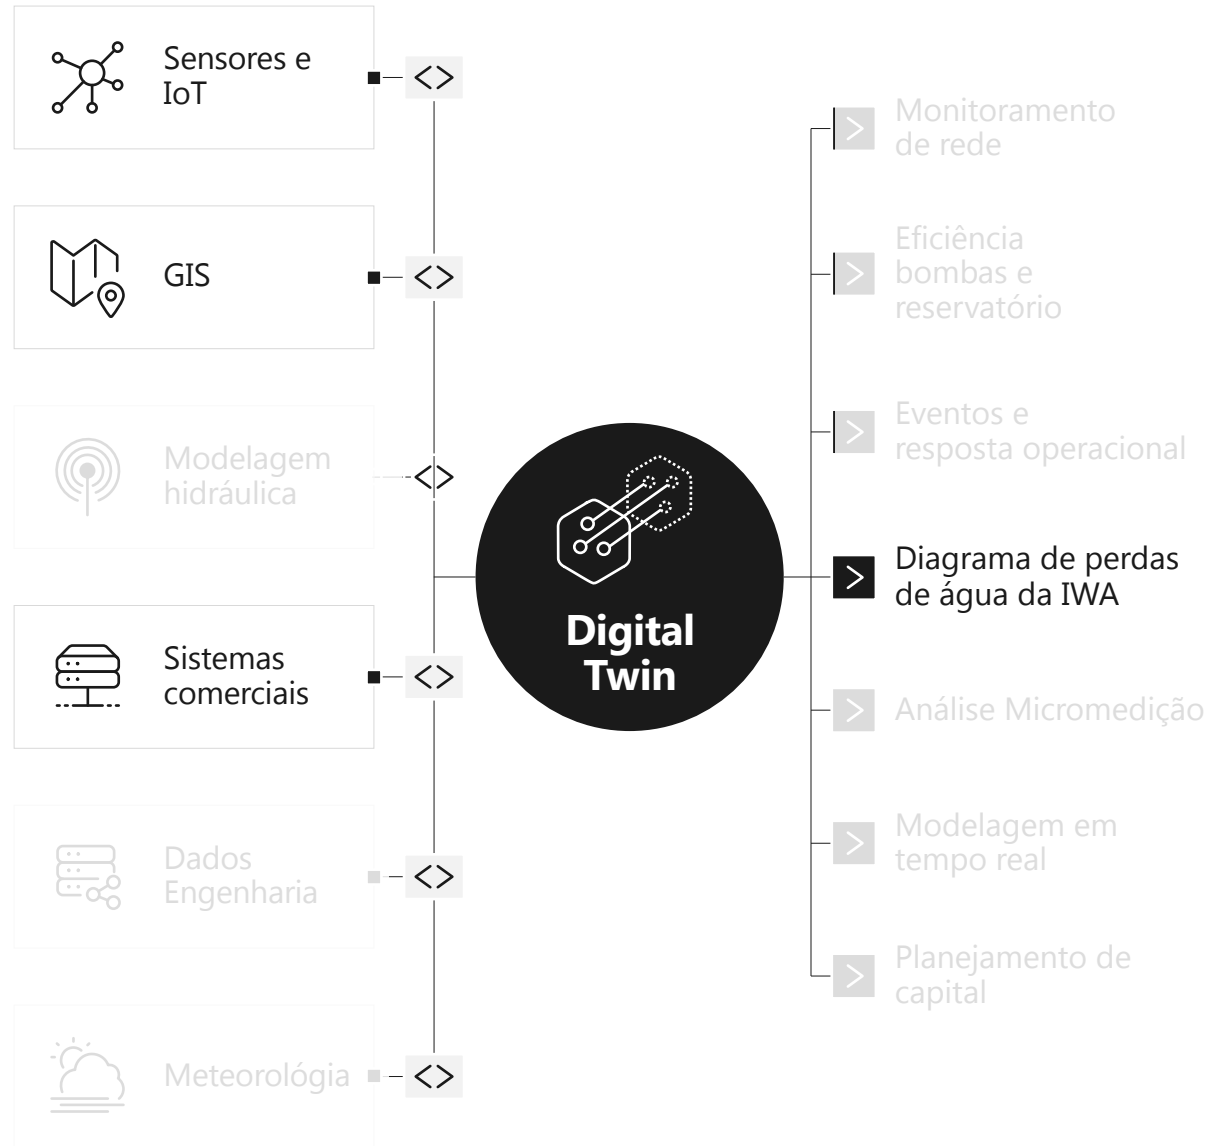 Sensores e
IoT
GIS
Modelagem
hidráulica
Sistemas
comerciais
Dados
Engenharia
Meteorológia
Digital
Twin
Monitoramento
de rede
Eficiência
bombas e
reservatório
Eventos e
resposta operacional
Diagrama de perdas
de água da IWA
Análise Micromedição
Modelagem em
tempo real
Planejamento de
capital